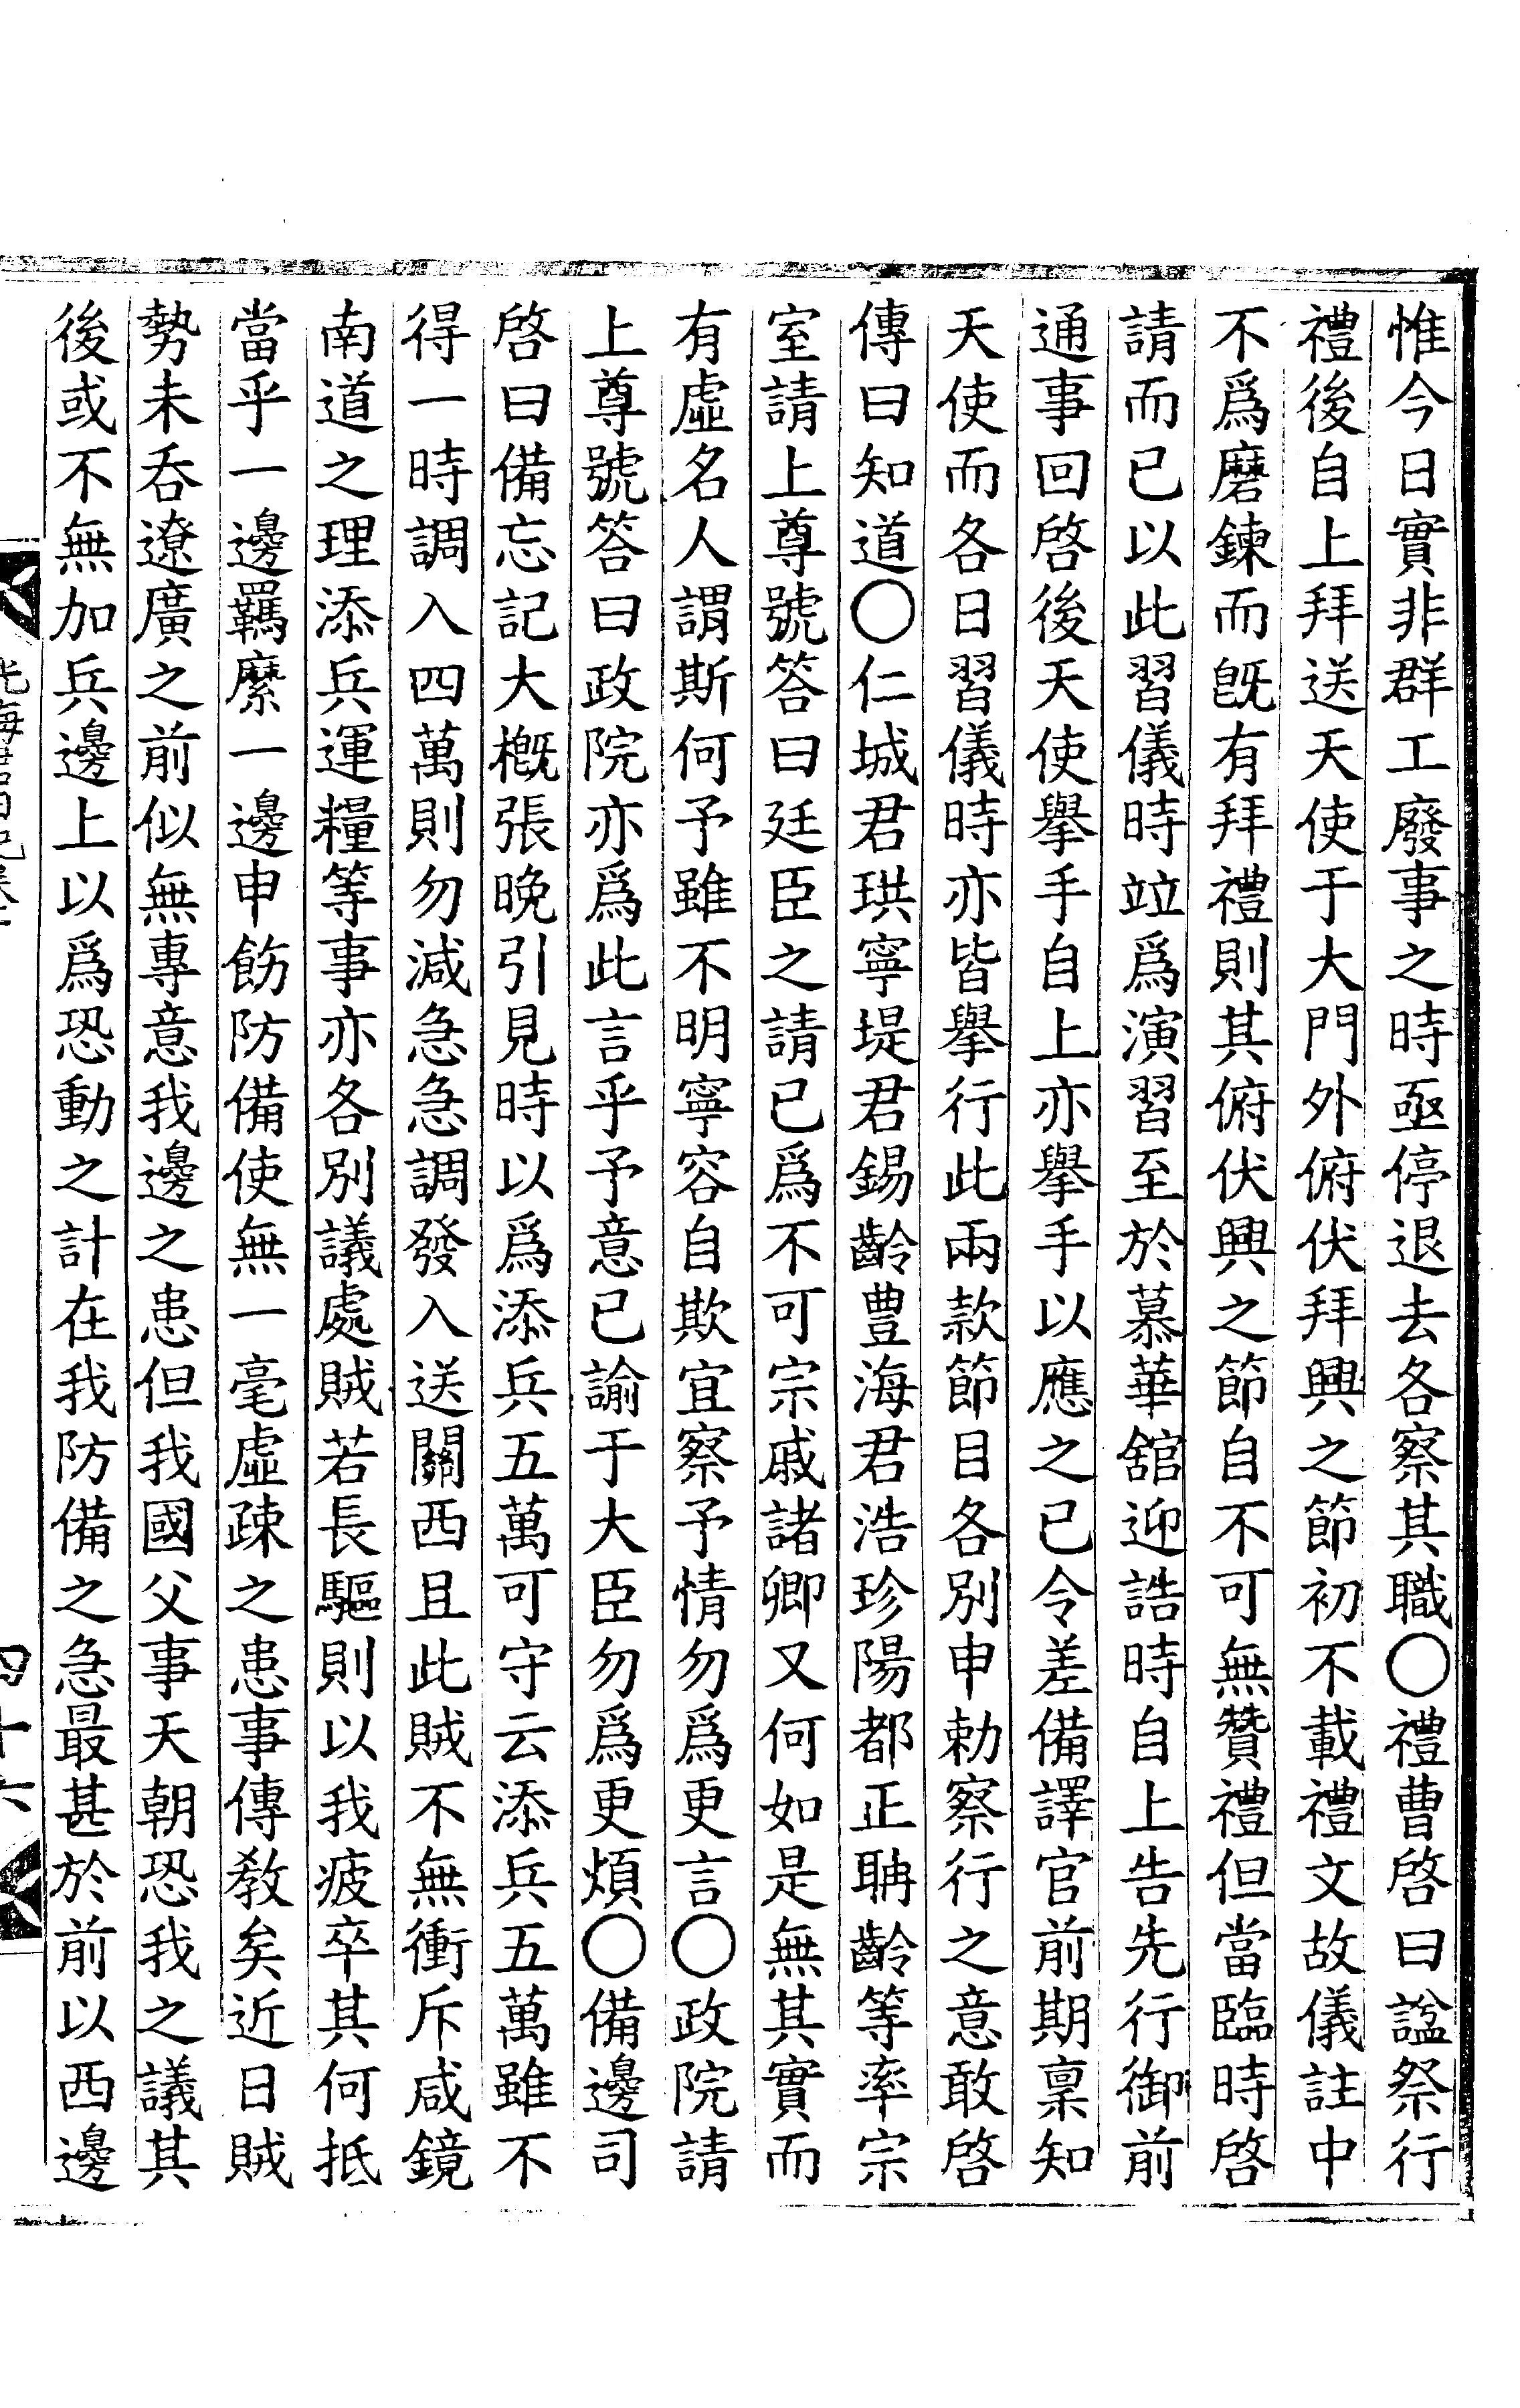 惟今日實非群工廢事之時亟停退去各察其職〇禮曹啓曰諡祭行
禮後自上拜送天使于大門外俯伏拜興之節初不載禮文故儀註中
不爲磨鍊而旣有拜禮則其俯伏興之節自不可無贊禮但當臨時啓
請而已以此習儀時竝爲演習至於慕華舘迎誥時自上告先行御前
通事回啓後天使擧手自上亦擧手以應之已令差備譯官前期稟知
天使而各日習儀時亦皆擧行此兩款節目各別申勅察行之意敢啓
傳曰知道〇仁城君珙寧堤君錫齡豊海君浩珍陽都正聃齡等率宗
室請上尊號答曰廷臣之請已爲不可宗戚諸卿又何如是無其實而
有虛名人謂斯何予雖不明寧容自欺宜察予情勿爲更言〇政院請
上尊號答曰政院亦爲此言乎予意已諭于大臣勿爲更煩〇備邊司
啓曰備忘記大槪張晩引見時以爲添兵五萬可守云添兵五萬雖不
得一時調入四萬則勿减急急調發入送關西且此賊不無衝斥咸鏡
南道之理添兵運糧等事亦各別議處賊若長驅則以我疲卒其何抵
當乎一邊羈縻一邊申飭防備使無一毫虛疎之患事傳敎矣近日賊
勢未呑遼廣之前似無專意我邊之患但我國父事天朝恐我之議其
後或不無加兵邊上以爲恐動之計在我防備之急最甚於前以西邊